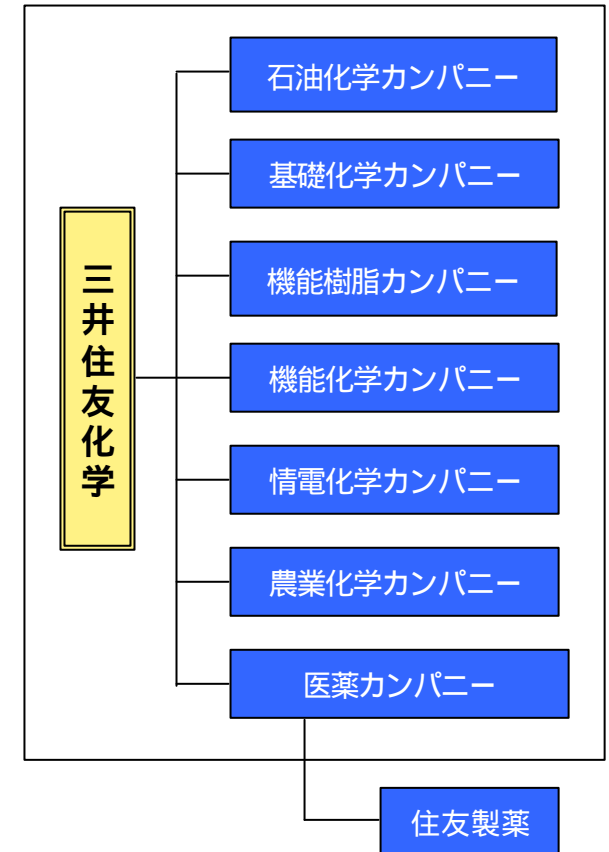 石油化学カンパニー
基礎化学カンパニー
機能樹脂カンパニー
三井住友化学
機能化学カンパニー
情電化学カンパニー
農業化学カンパニー
医薬カンパニー
住友製薬